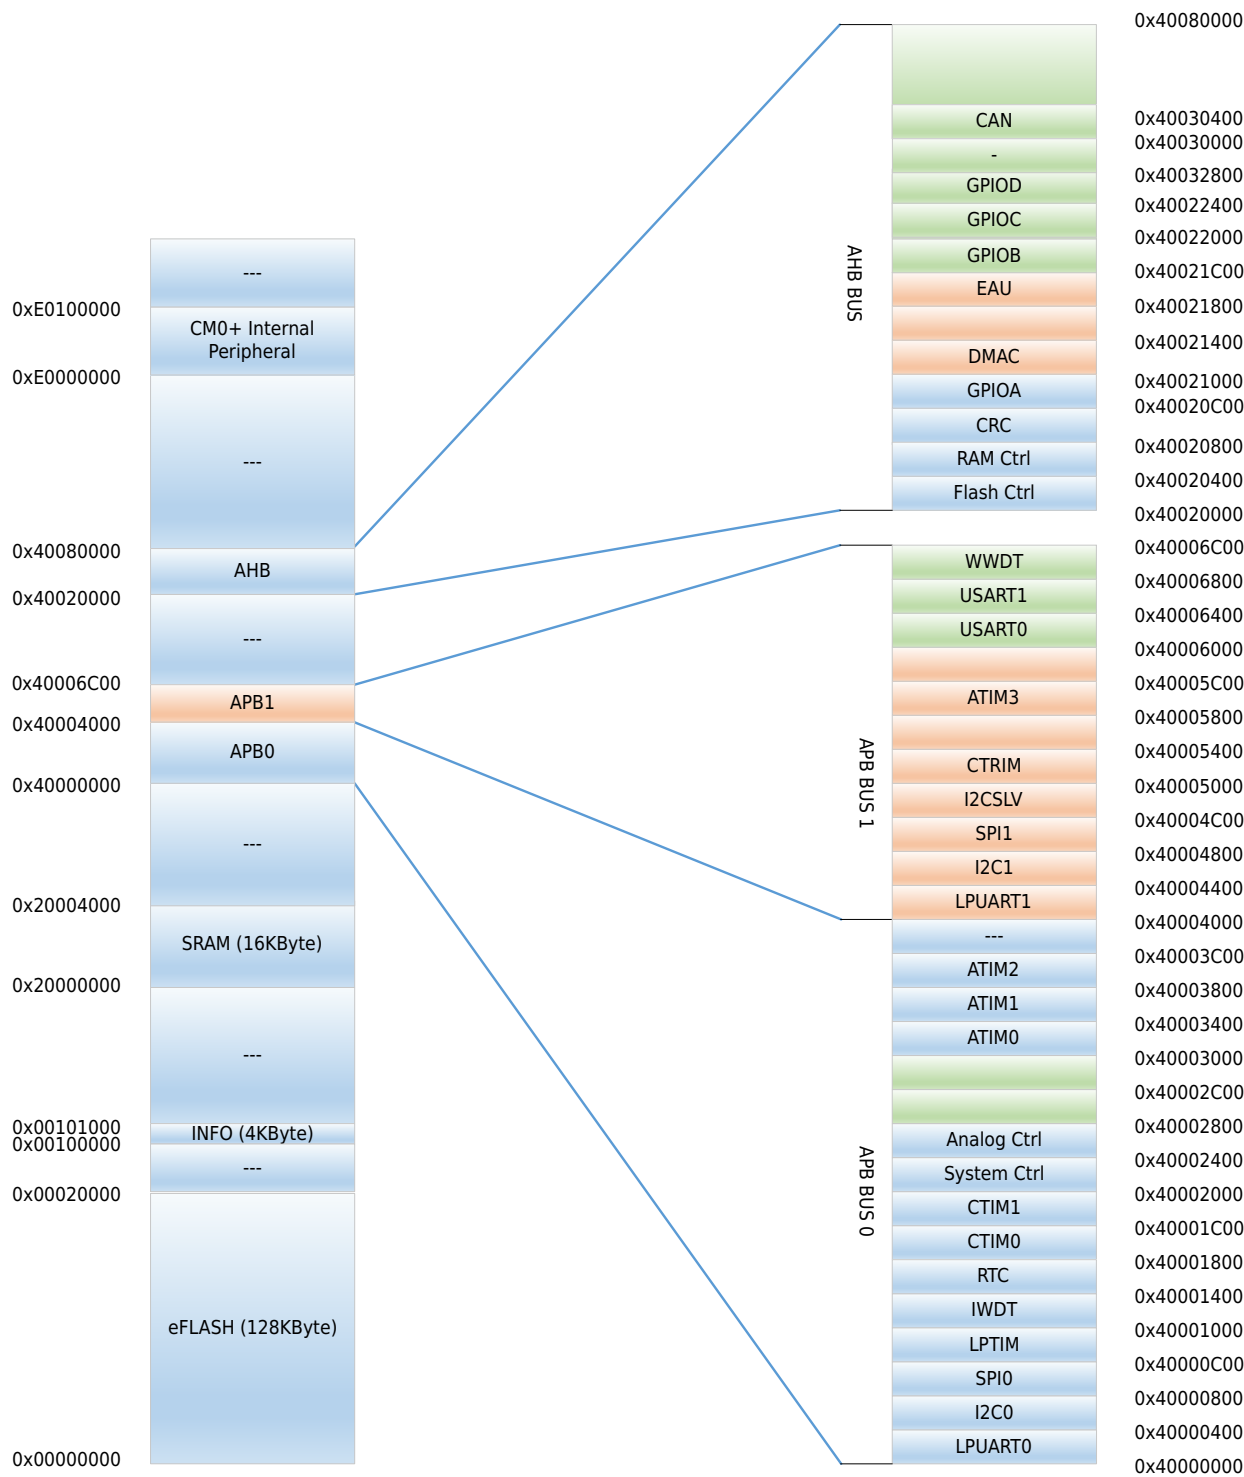 ---
0xE0100000
CM0+ Internal
Peripheral
0xE0000000
---
0x40080000
AHB
0x40020000
---
0x40006C00
APB1
0x40004000
APB0
0x40000000
---
0x20004000
SRAM (16KByte)
0x20000000
---
0x00101000
INFO (4KByte)
0x00100000
---
0x00020000
eFLASH (128KByte)
0x00000000
AHB BUS
0x40080000
CAN
0x40030400
0x40030000
-
0x40032800
GPIOD
0x40022400
GPIOC
0x40022000
GPIOB
0x40021C00
EAU
0x40021800
0x40021400
DMAC
0x40021000
GPIOA
0x40020C00
CRC
0x40020800
RAM Ctrl
0x40020400
Flash Ctrl
0x40020000
APB BUS 1
0x40006C00
WWDT
0x40006800
USART1
0x40006400
USART0
0x40006000
0x40005C00
ATIM3
0x40005800
0x40005400
CTRIM
0x40005000
I2CSLV
0x40004C00
SPI1
0x40004800
I2C1
0x40004400
LPUART1
0x40004000
APB BUS 0
---
0x40003C00
ATIM2
0x40003800
ATIM1
0x40003400
ATIM0
0x40003000
0x40002C00
0x40002800
Analog Ctrl
0x40002400
System Ctrl
0x40002000
CTIM1
0x40001C00
CTIM0
0x40001800
RTC
0x40001400
IWDT
0x40001000
LPTIM
0x40000C00
SPI0
0x40000800
I2C0
0x40000400
LPUART0
0x40000000